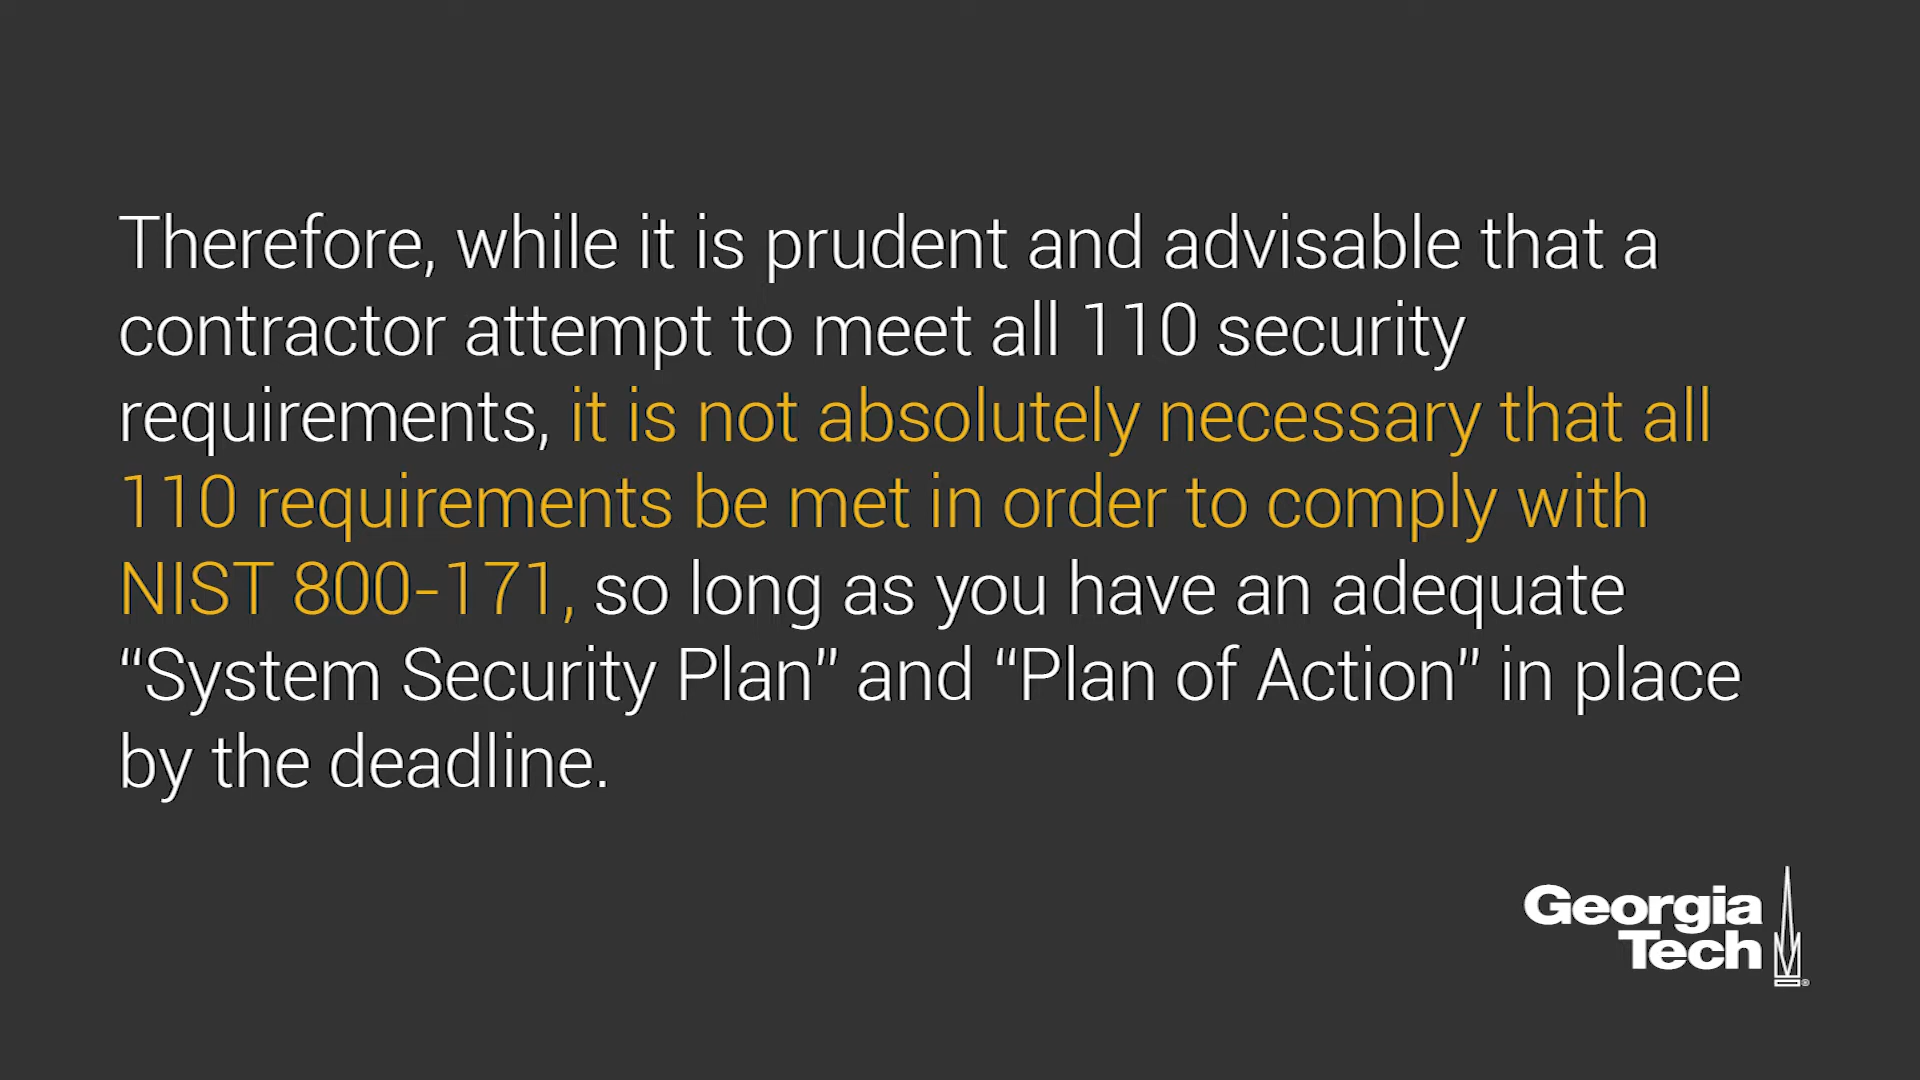 Therefore, while it is prudent and advisable that a
contractor attempt to meet all 110 security
requirements, it is not absolutely necessary that all
110 requirements be met in order to comply with
NIST 800-171, so long as you have an adequate
“System Security Plan” and “Plan of Action” in place
by the deadline.
Georgia
Tech
®